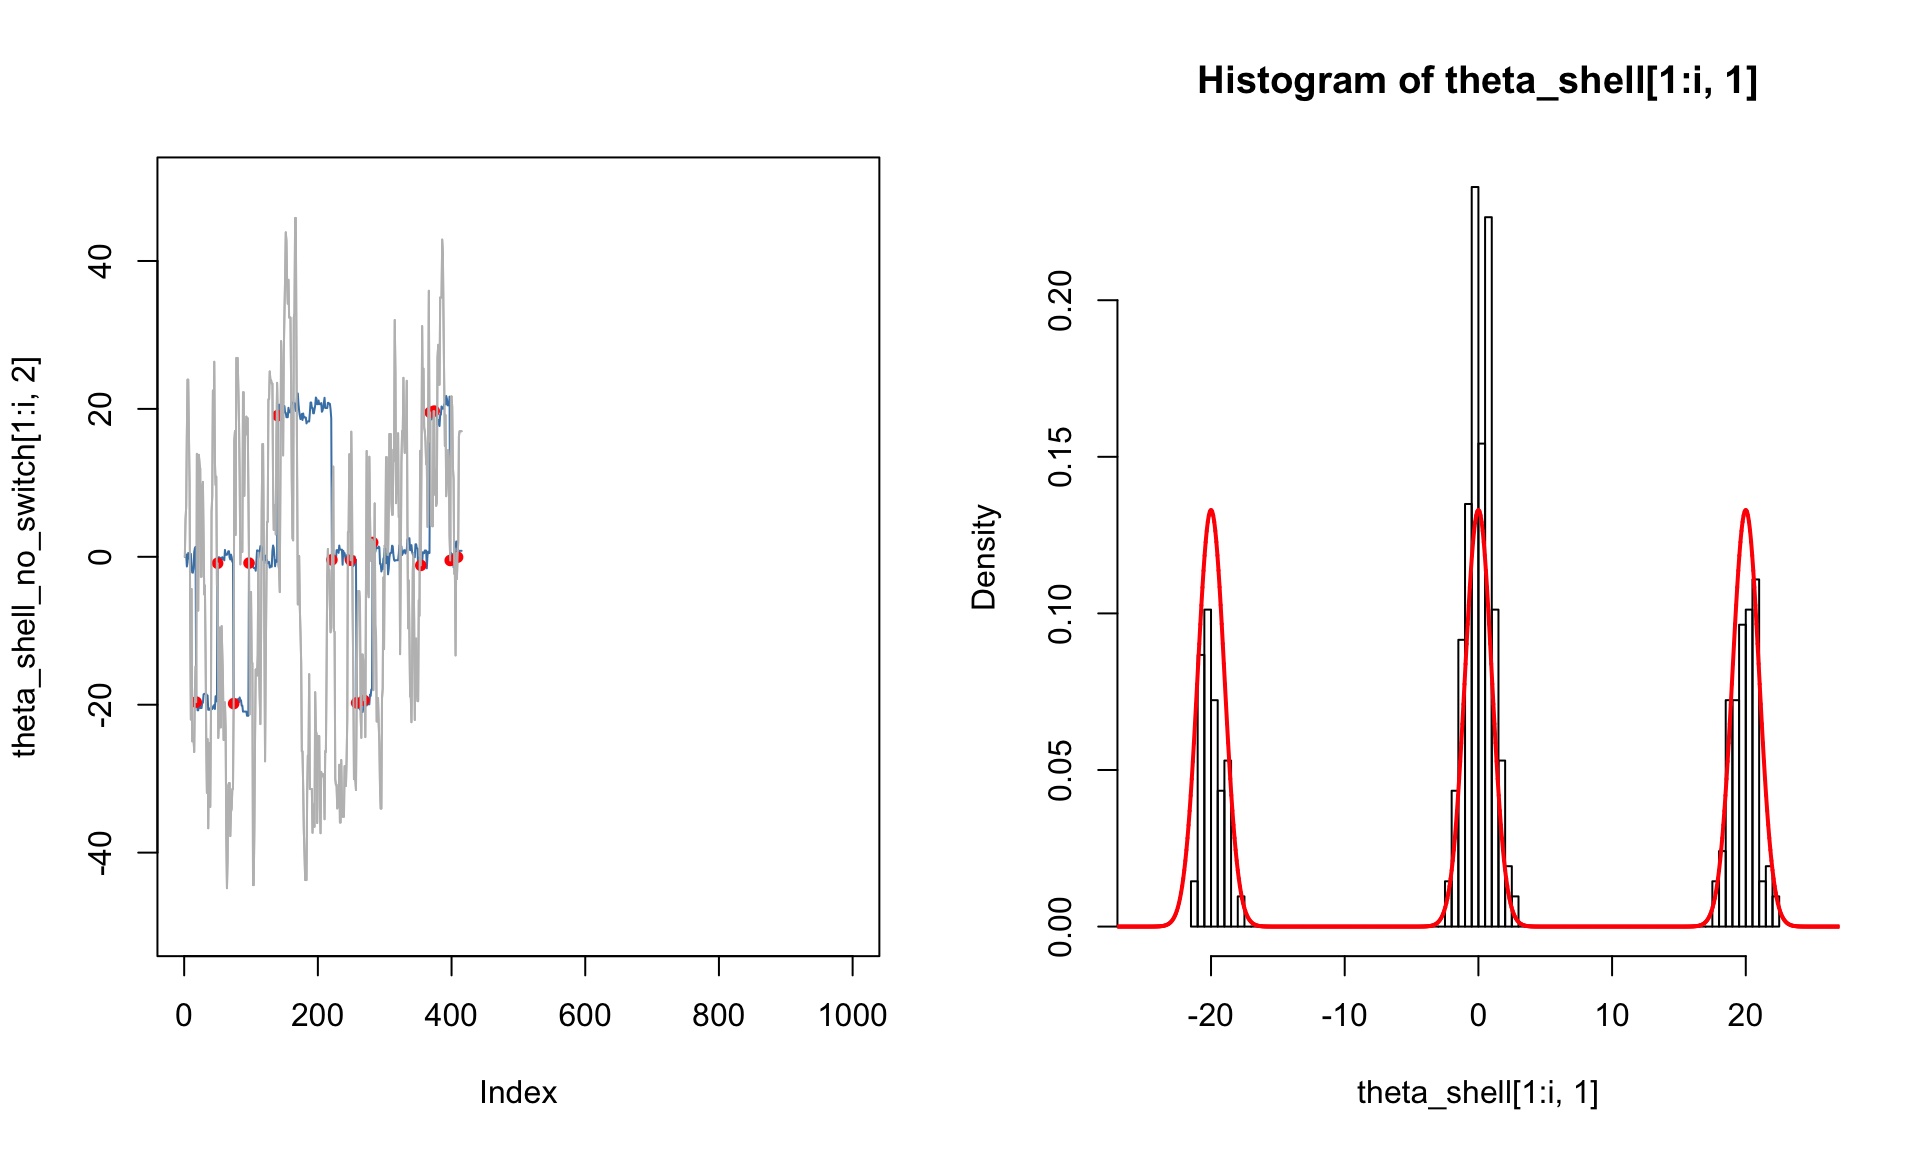 theta_shell_no_switch[1:i, 2]
40
20
0
-20
-40
0 200 400 600 800 1000
Index
Histogram of theta_shell[1:i, 1]
Density
0.20
0.15
0.10
0.05
0.00
-20 -10 0 10 20
theta_shell[1:i, 1]